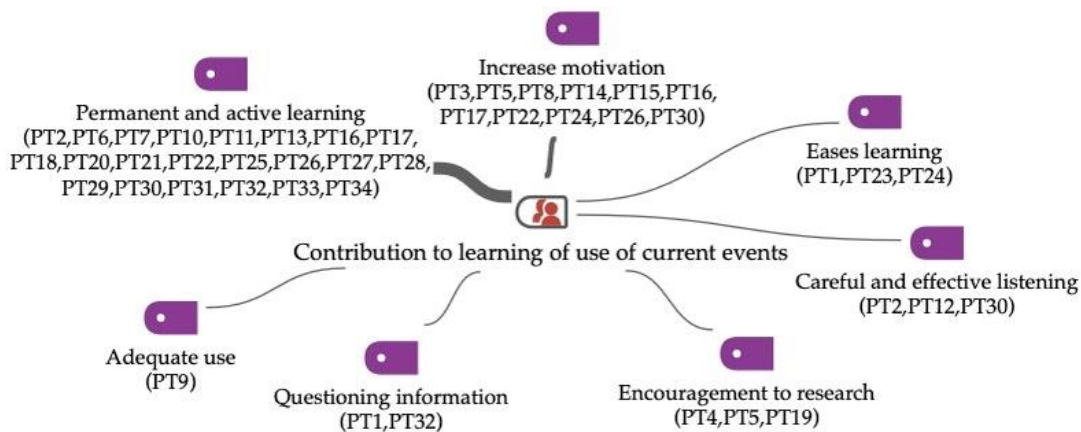 Increase motivation
(PT3,PT5,PT8,PT14,PT15,PT16,
PT17,PT22,PT24,PT26,PT30)
Permanent and active learning
(PT2,PT6,PT7,PT10,PT11,PT13,PT16,PT17,
PT18,PT20,PT21,PT22,PT25,PT26,PT27,PT28,
PT29,PT30,PT31,PT32,PT33,PT34)
Eases learning
(PT1,PT23,PT24)
Contribution to learning of use of current events
Careful and effective listening
(PT2,PT12,PT30)
Adequate use
(PT9)
Questioning information
(PT1,PT32)
Encouragement to research
(PT4,PT5,PT19)